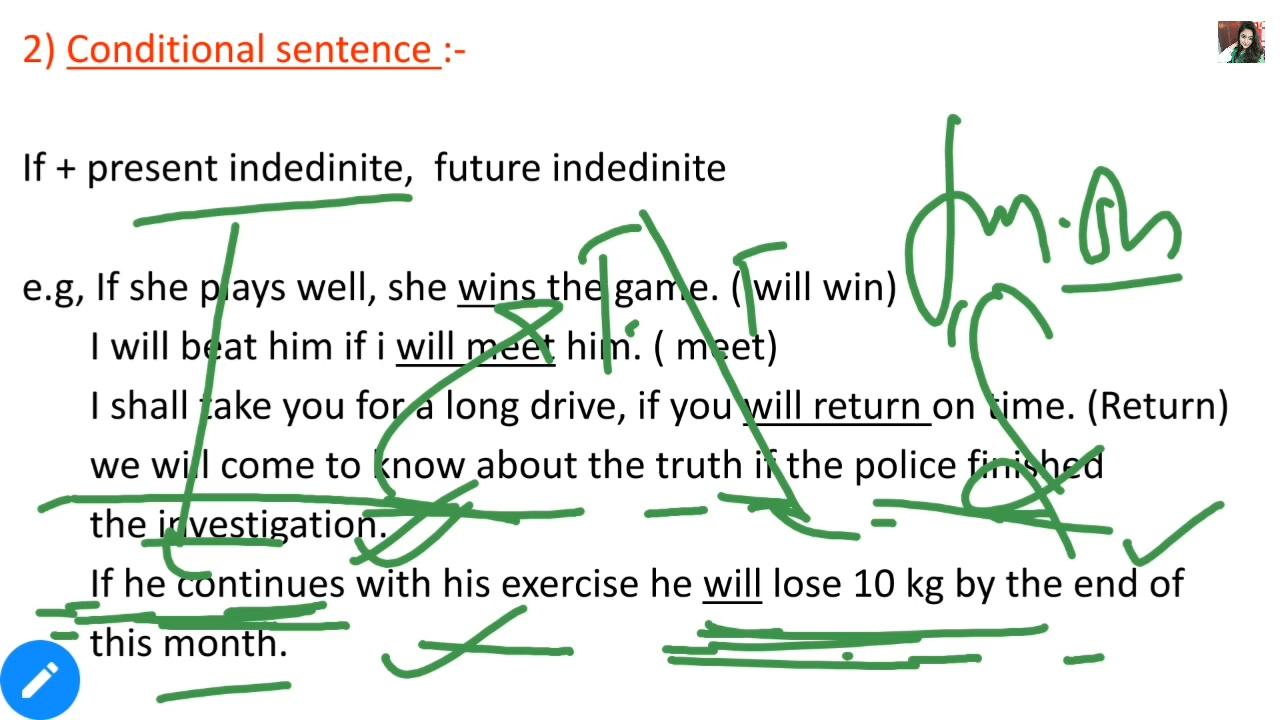 2) Conditional sentence :-
If + present indedinite, future indedinite
e.g, If she plays well, she wins the game. ( will win)
I will beat him if i will meet him. ( meet)
I shall take you for a long drive, if you will return on time. (Return)
we will come to know about the truth if the police finished
the investigation.
If he continues with his exercise he will lose 10 kg by the end of
this month.